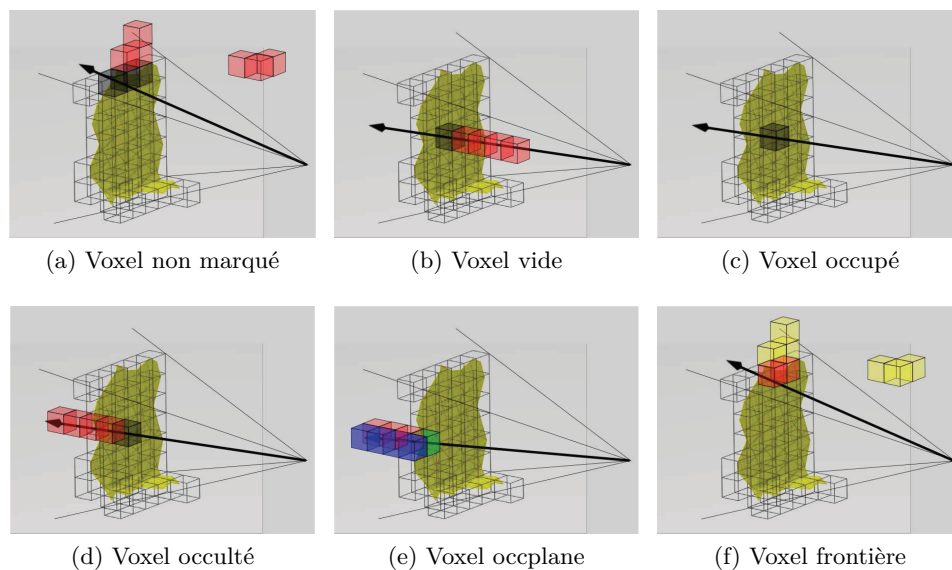 (a) Voxel non marqué
(b) Voxel vide
(c) Voxel occupé
(d) Voxel occulté
(e) Voxel occplane
(f) Voxel frontière